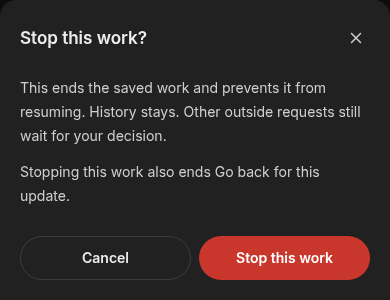 Stop this work?
This ends the saved work and prevents it from
resuming. History stays. Other outside requests still
wait for your decision.
Stopping this work also ends Go back for this
update.
Cancel
Stop this work